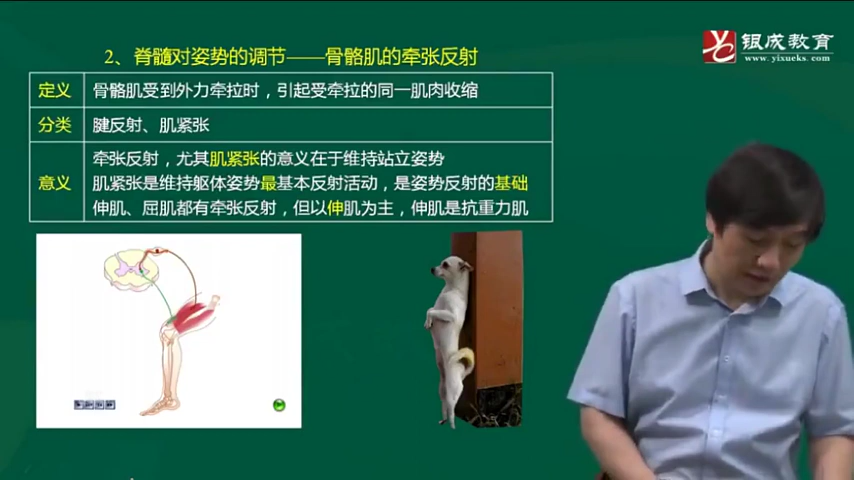 2、脊髓对姿势的调节——骨骼肌的牵张反射
银成教育
www.yixueks.com
定义 骨骼肌受到外力牵拉时，引起受牵拉的同一肌肉收缩
分类 腱反射、肌紧张
意义 牵张反射，尤其肌紧张的意义在于维持站立姿势
肌紧张是维持躯体姿势最基本反射活动，是姿势反射的基础
伸肌、屈肌都有牵张反射，但以伸肌为主，伸肌是抗重力肌